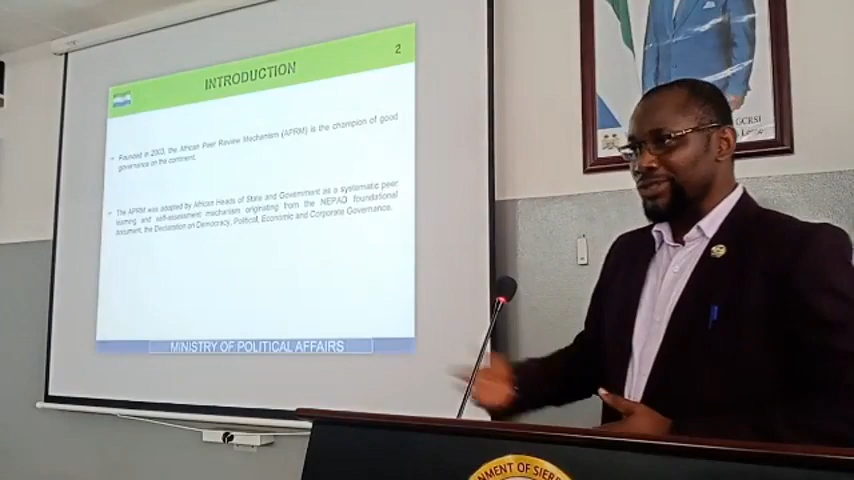 2
INTRODUCTION
Founded in 2003, the African Peer Review Mechanism (APRM) is the champion of good
governance on the continent.
The APRM was adopted by African Heads of State and Government as a systematic peer
learning and self-assessment mechanism originating from the NEPAD foundational
document, the Declaration on Democracy, Political, Economic and Corporate Governance.
MINISTRY OF POLITICAL AFFAIRS
GCRSL